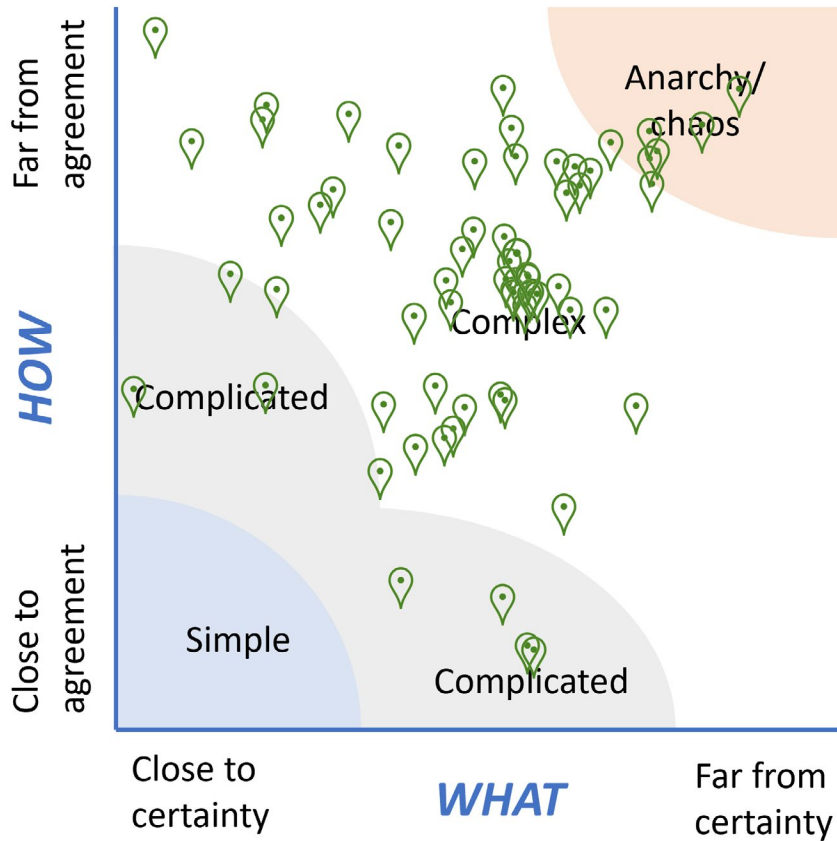 Far from
agreement
Anarchy/
chaos
HOW
Complex
Complicated
Close to
agreement
Simple
Complicated
Close to
certainty
WHAT
Far from
certainty